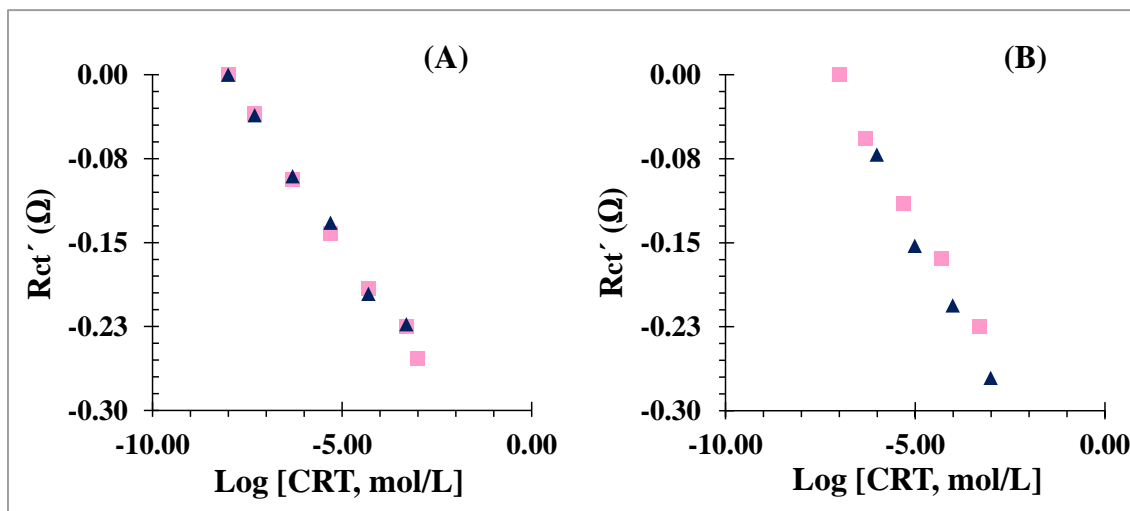 (A)
0.00
-0.08
-0.15
-0.23
-0.30
Rct´ (Ω)
-10.00 -5.00 0.00
Log [CRT, mol/L]
(B)
0.00
-0.08
-0.15
-0.23
-0.30
Rct´ (Ω)
-10.00 -5.00 0.00
Log [CRT, mol/L]